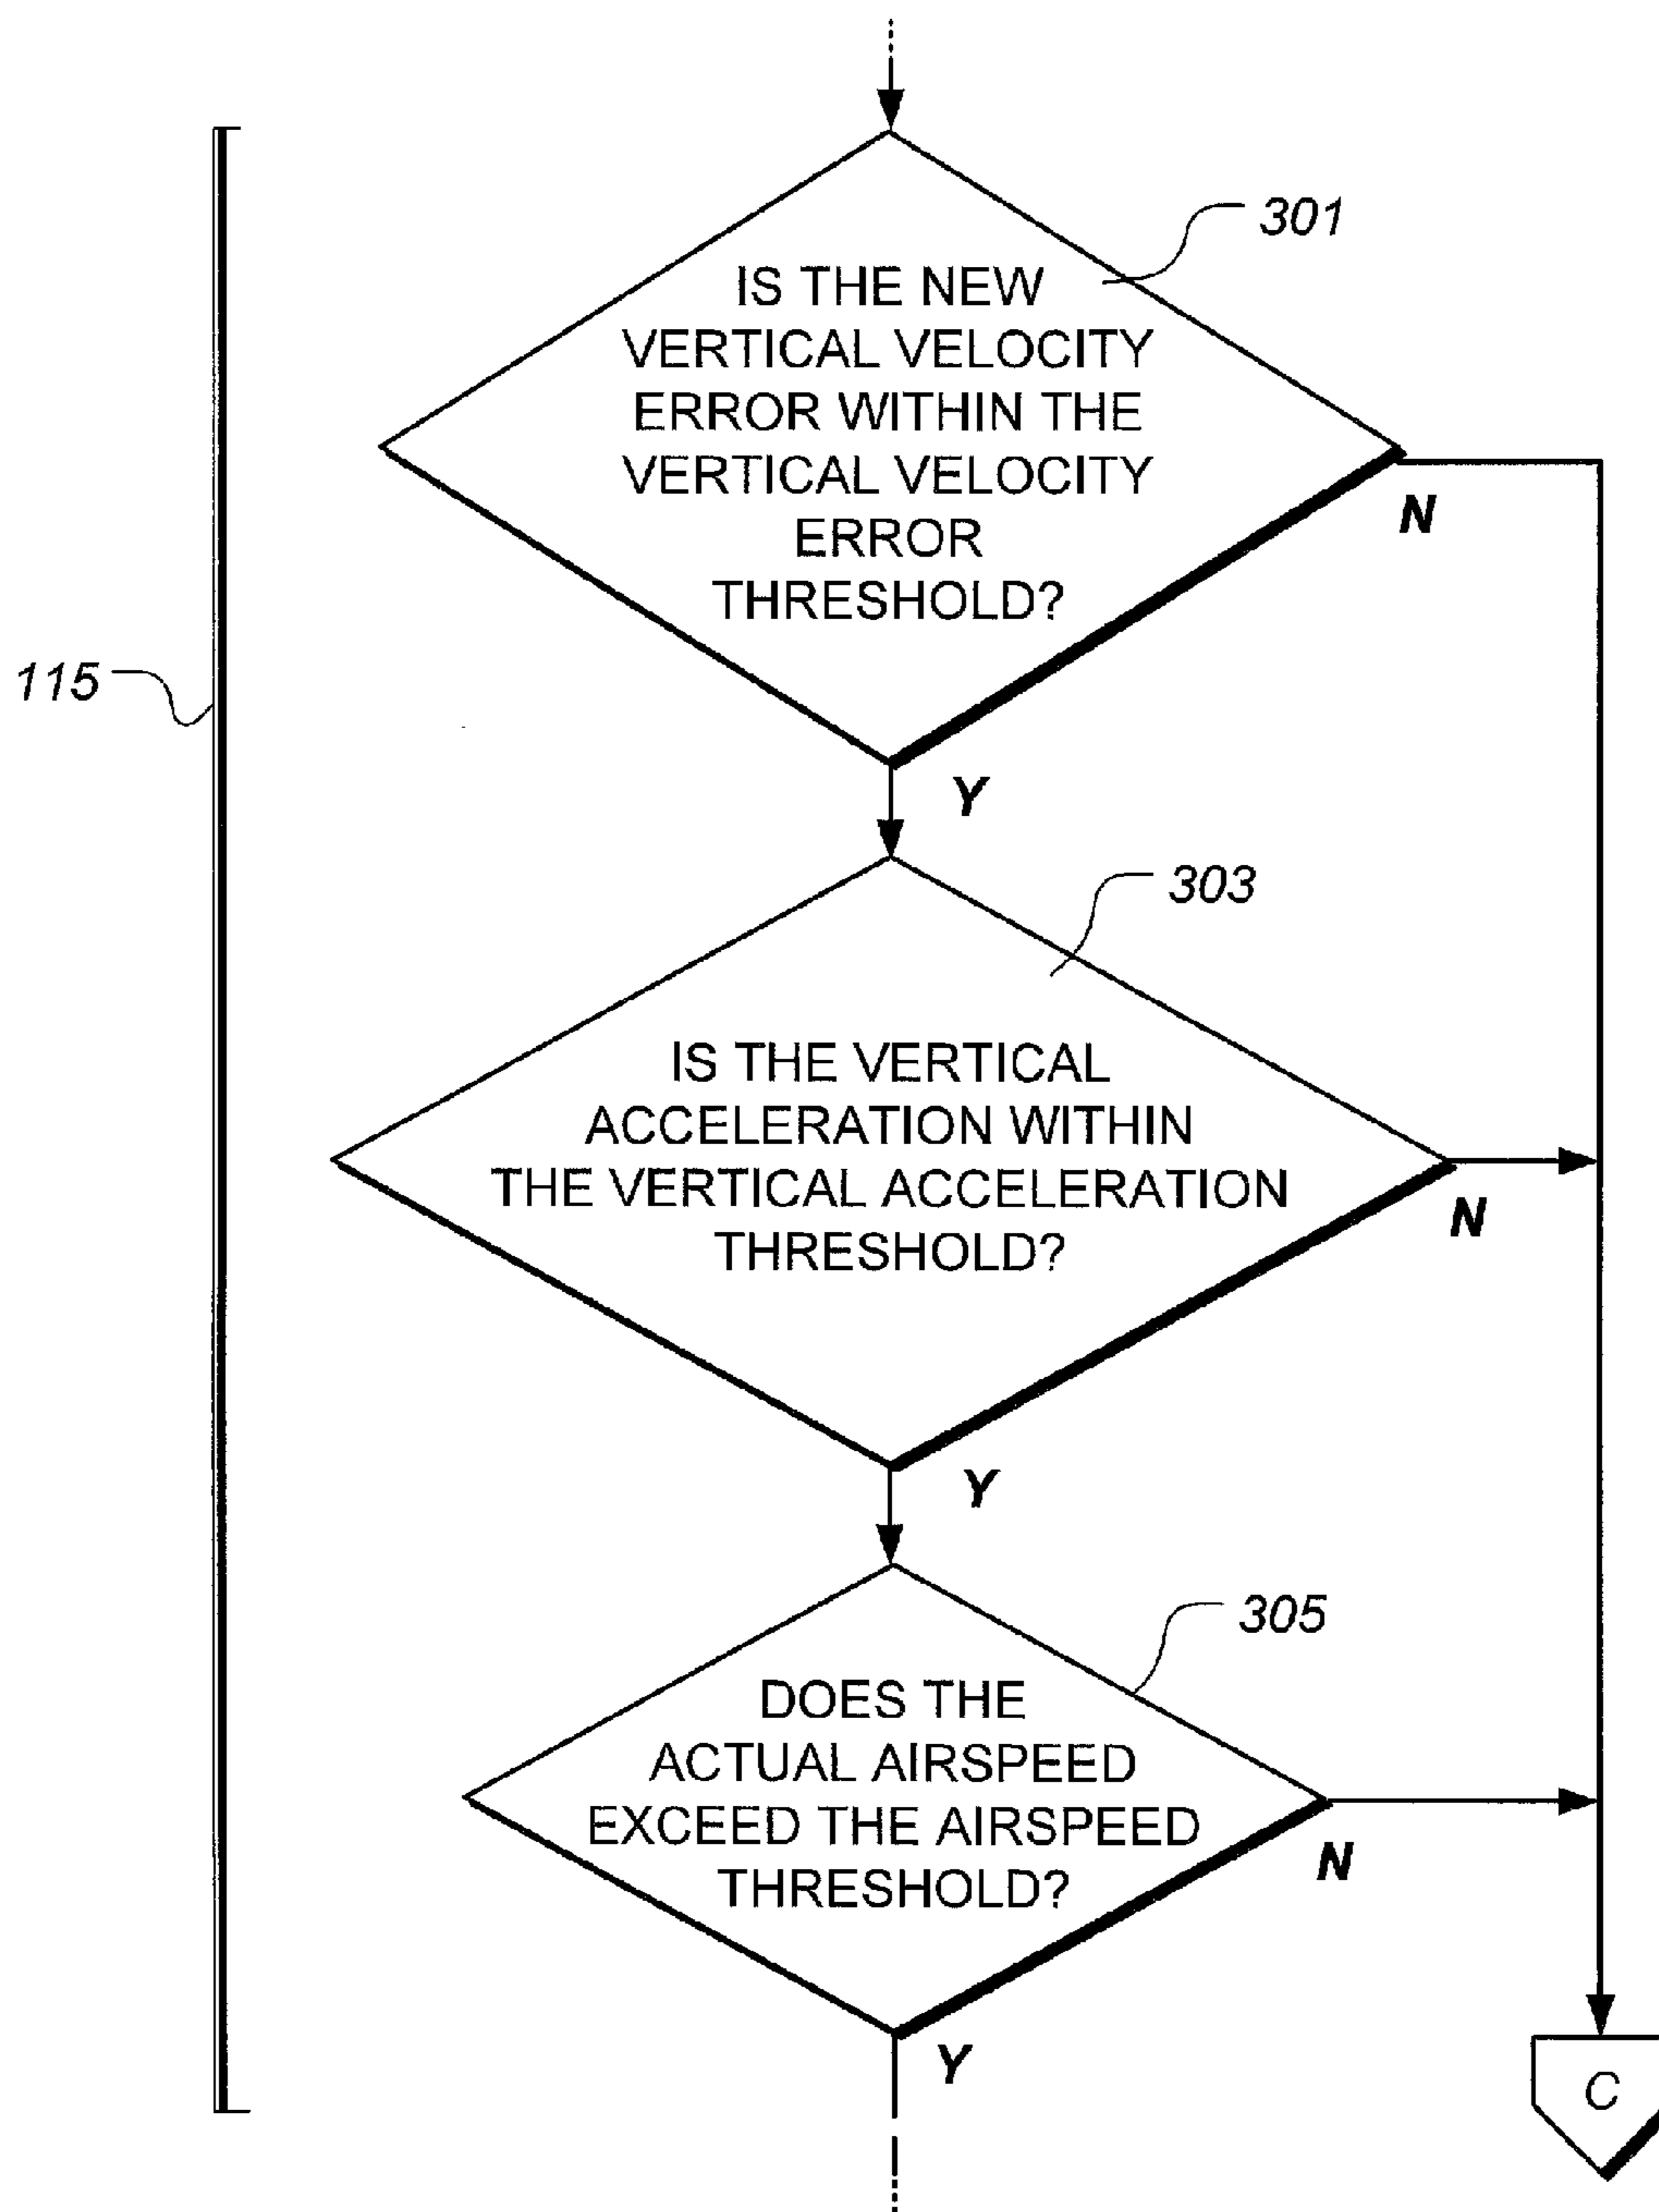 301
IS THE NEW
VERTICAL VELOCITY
ERROR WITHIN THE
VERTICAL VELOCITY
ERROR
THRESHOLD?
N
115
Y
303
IS THE VERTICAL
ACCELERATION WITHIN
THE VERTICAL ACCELERATION
THRESHOLD?
N
Y
305
DOES THE
ACTUAL AIRSPEED
EXCEED THE AIRSPEED
THRESHOLD?
N
Y
C